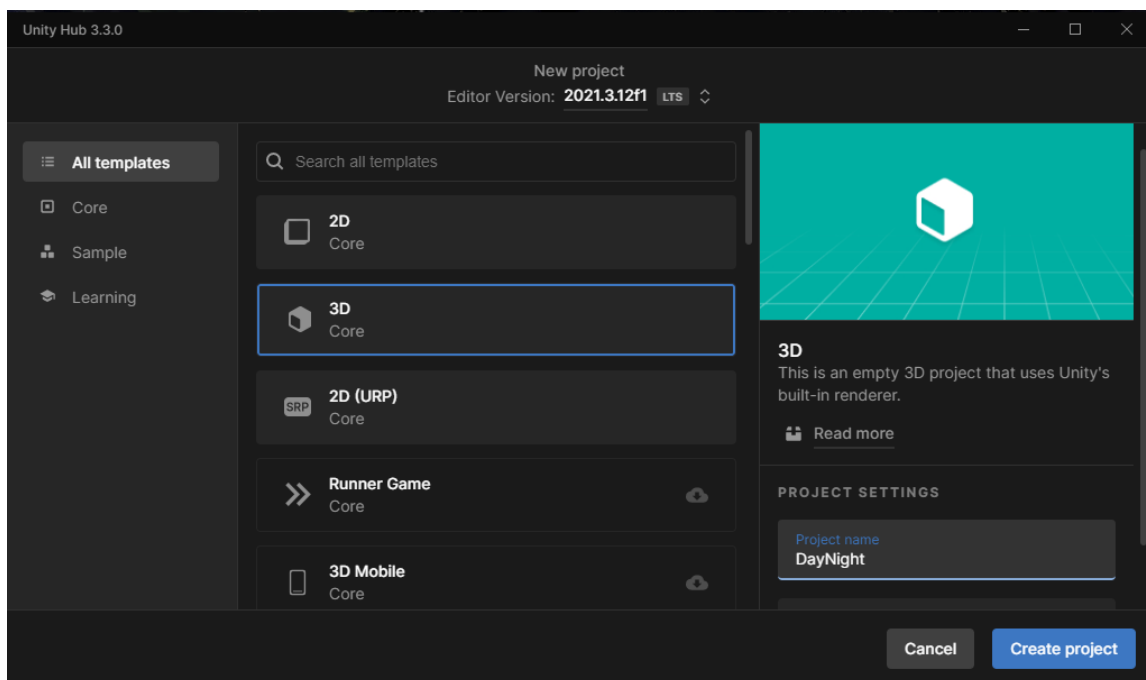 Unity Hub 3.3.0
New project
Editor Version: 2021.3.12f1 LTS
All templates
Core
Sample
Learning
Search all templates
2D
Core
3D
Core
SRP
2D (URP)
Core
Runner Game
Core
3D Mobile
Core
3D
This is an empty 3D project that uses Unity's
built-in renderer.
Read more
PROJECT SETTINGS
Project name
DayNight
Cancel
Create project